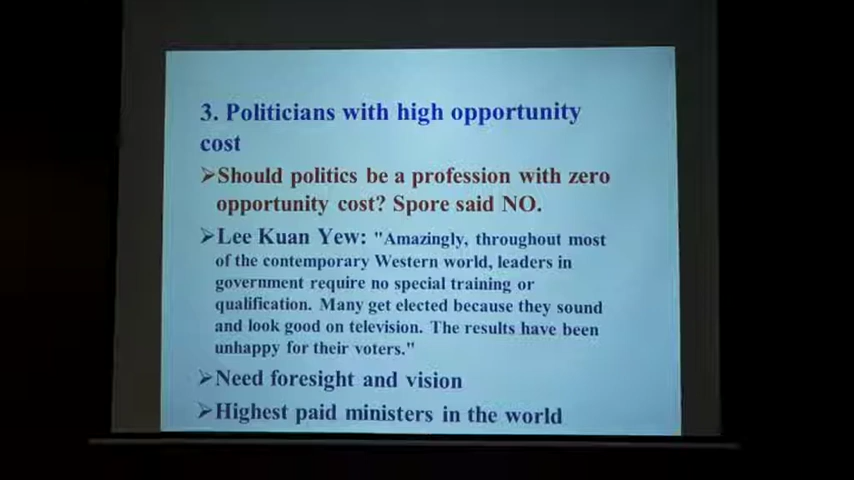 3. Politicians with high opportunity
cost
➢Should politics be a profession with zero
opportunity cost? Spore said NO.
➢Lee Kuan Yew: "Amazingly, throughout most
of the contemporary Western world, leaders in
government require no special training or
qualification. Many get elected because they sound
and look good on television. The results have been
unhappy for their voters."
➢Need foresight and vision
➢Highest paid ministers in the world